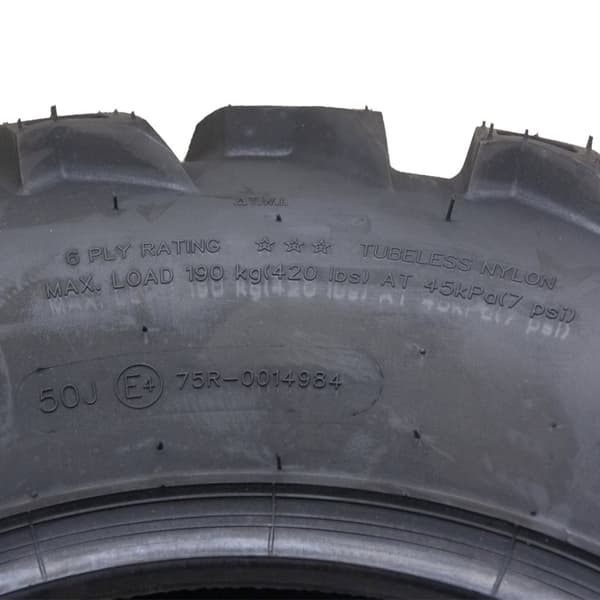 △T.W.I.
6 PLY RATING ☆☆☆ TUBELESS NYLON
MAX. LOAD 190 kg(420 lbs) AT 45kPa(7 psi)
50J E4 75R-0014984